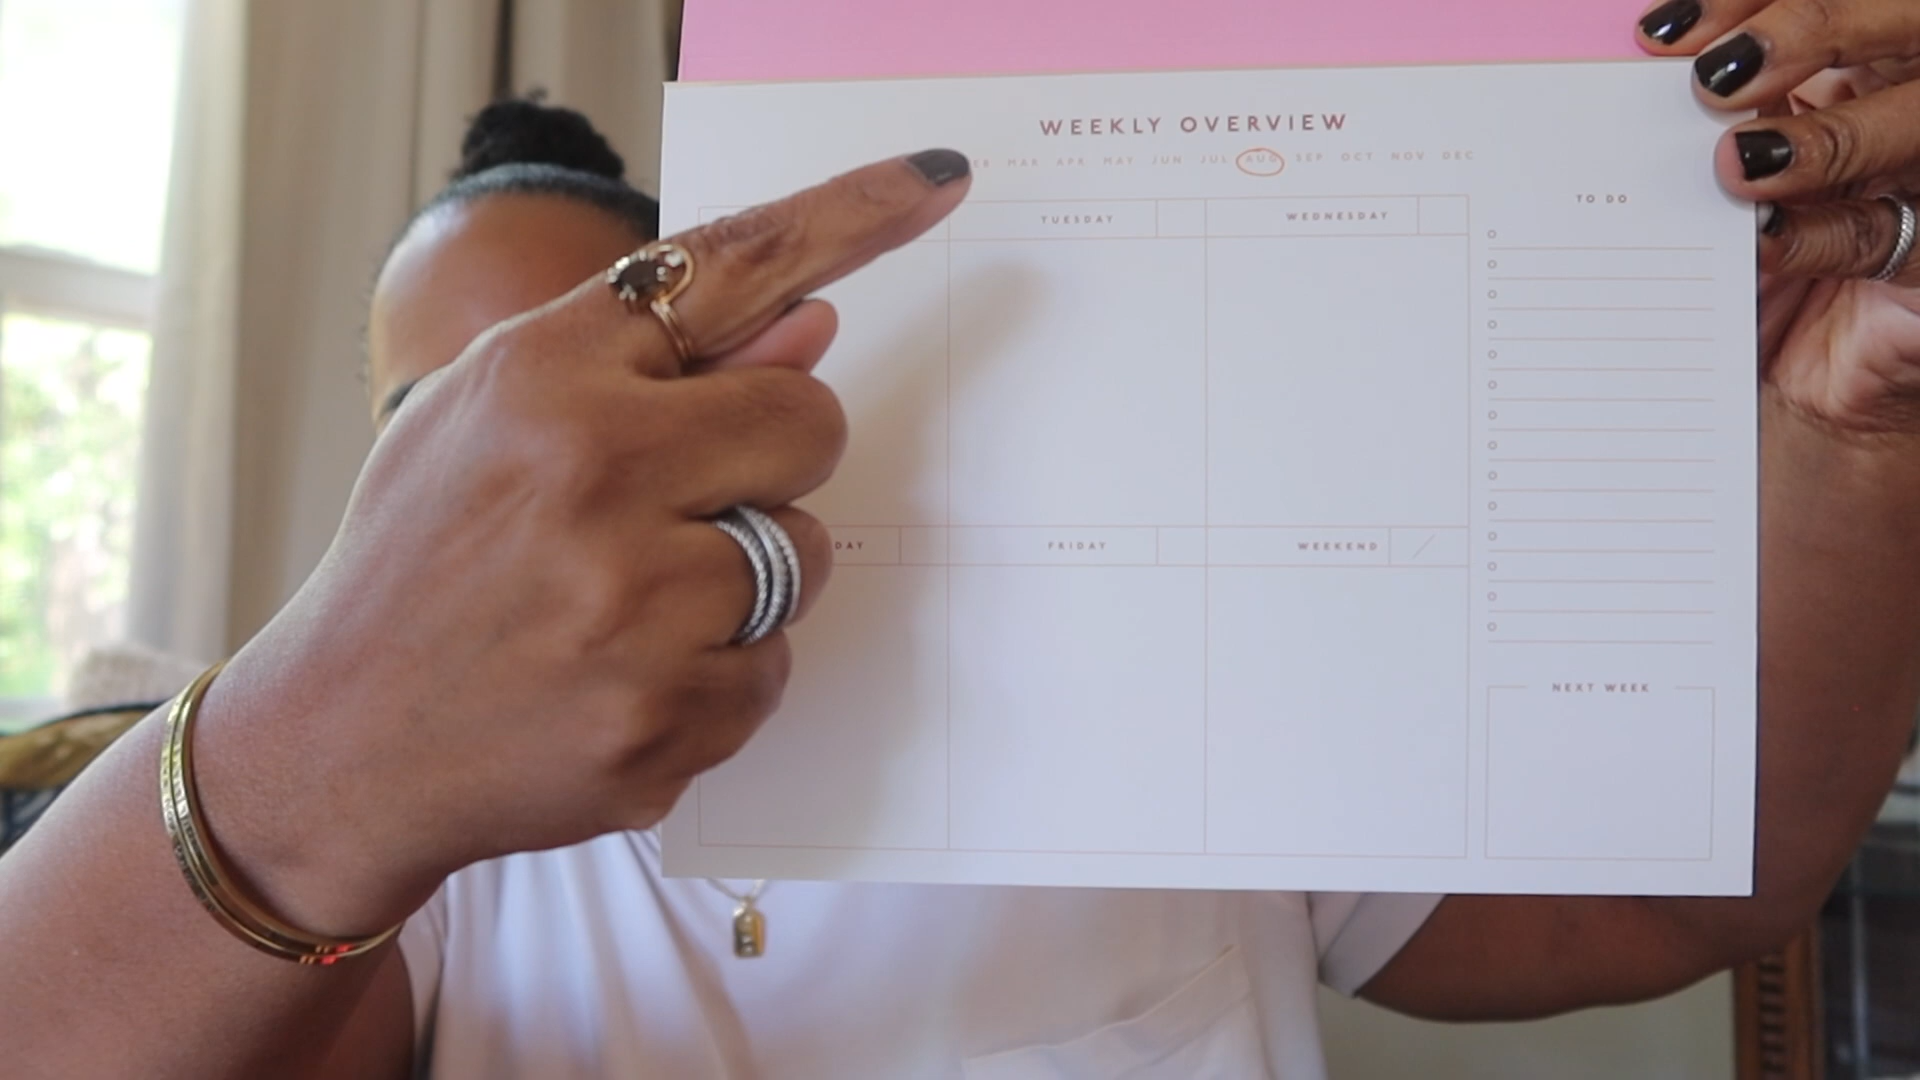 WEEKLY OVERVIEW
MAR APR MAY JUN JUL AUG SEP OCT NOV DEC
TO DO
TUESDAY WEDNESDAY
DAY FRIDAY WEEKEND /
NEXT WEEK